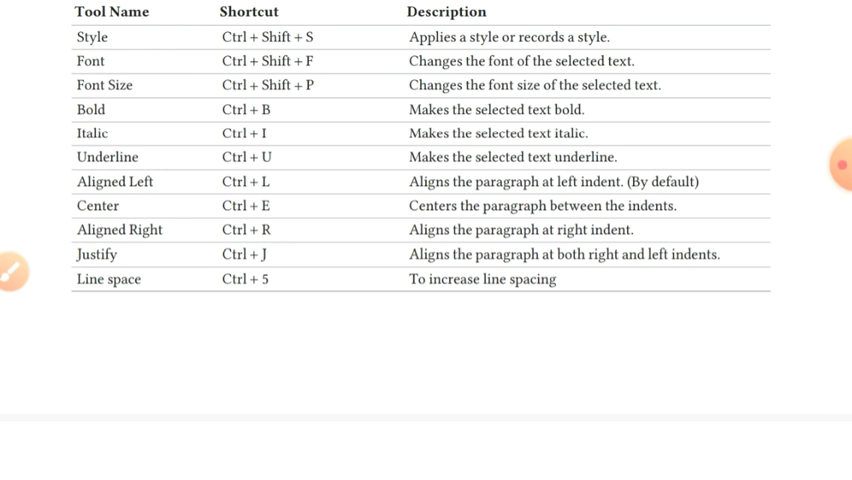 Tool Name Shortcut Description
Style Ctrl + Shift + S Applies a style or records a style.
Font Ctrl + Shift + F Changes the font of the selected text.
Font Size Ctrl + Shift + P Changes the font size of the selected text.
Bold Ctrl + B Makes the selected text bold.
Italic Ctrl + I Makes the selected text italic.
Underline Ctrl + U Makes the selected text underline.
Aligned Left Ctrl + L Aligns the paragraph at left indent. (By default)
Center Ctrl + E Centers the paragraph between the indents.
Aligned Right Ctrl + R Aligns the paragraph at right indent.
Justify Ctrl + J Aligns the paragraph at both right and left indents.
Line space Ctrl + 5 To increase line spacing